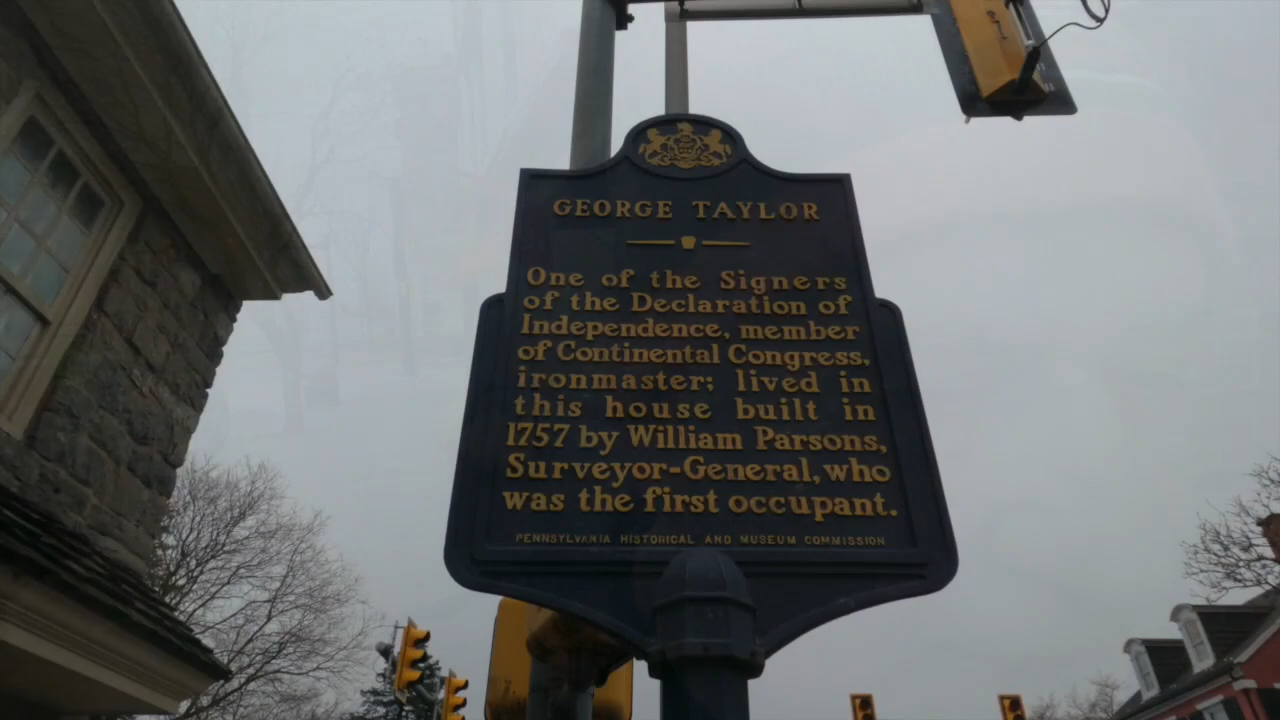 GEORGE TAYLOR
One of the Signers
of the Declaration of
Independence, member
of Continental Congress,
ironmaster; lived in
this house built in
1757 by William Parsons,
Surveyor-General, who
was the first occupant.
PENNSYLVANIA HISTORICAL AND MUSEUM COMMISSION